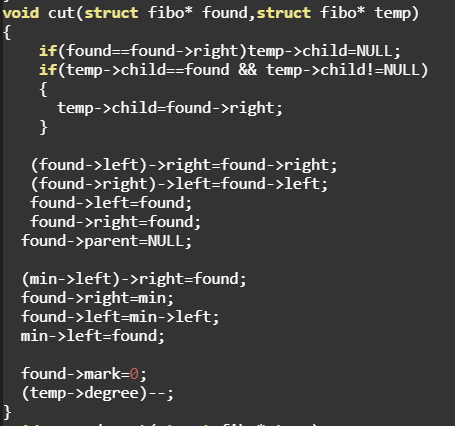 void cut(struct fibo* found,struct fibo* temp)
{
    if(found==found->right)temp->child=NULL;
    if(temp->child==found && temp->child!=NULL)
    {
      temp->child=found->right;
    }

   (found->left)->right=found->right;
   (found->right)->left=found->left;
   found->left=found;
   found->right=found;
  found->parent=NULL;

  (min->left)->right=found;
  found->right=min;
  found->left=min->left;
  min->left=found;

  found->mark=0;
  (temp->degree)--;
}